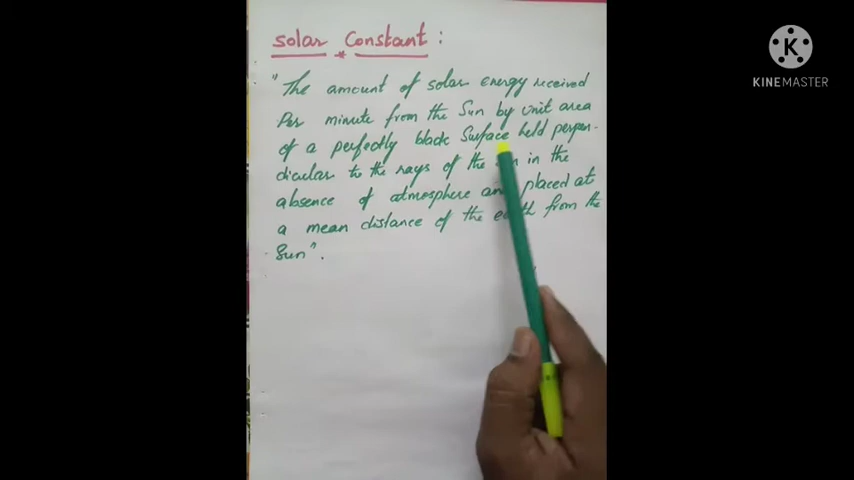 Solar Constant :
"The amount of solar energy received
Per minute from the Sun by unit area
of a perfectly black Surface held perpen-
dicular to the rays of the in the
absence of atmosphere and placed at
a mean distance of the earth from the
Sun".
K
KINEMASTER